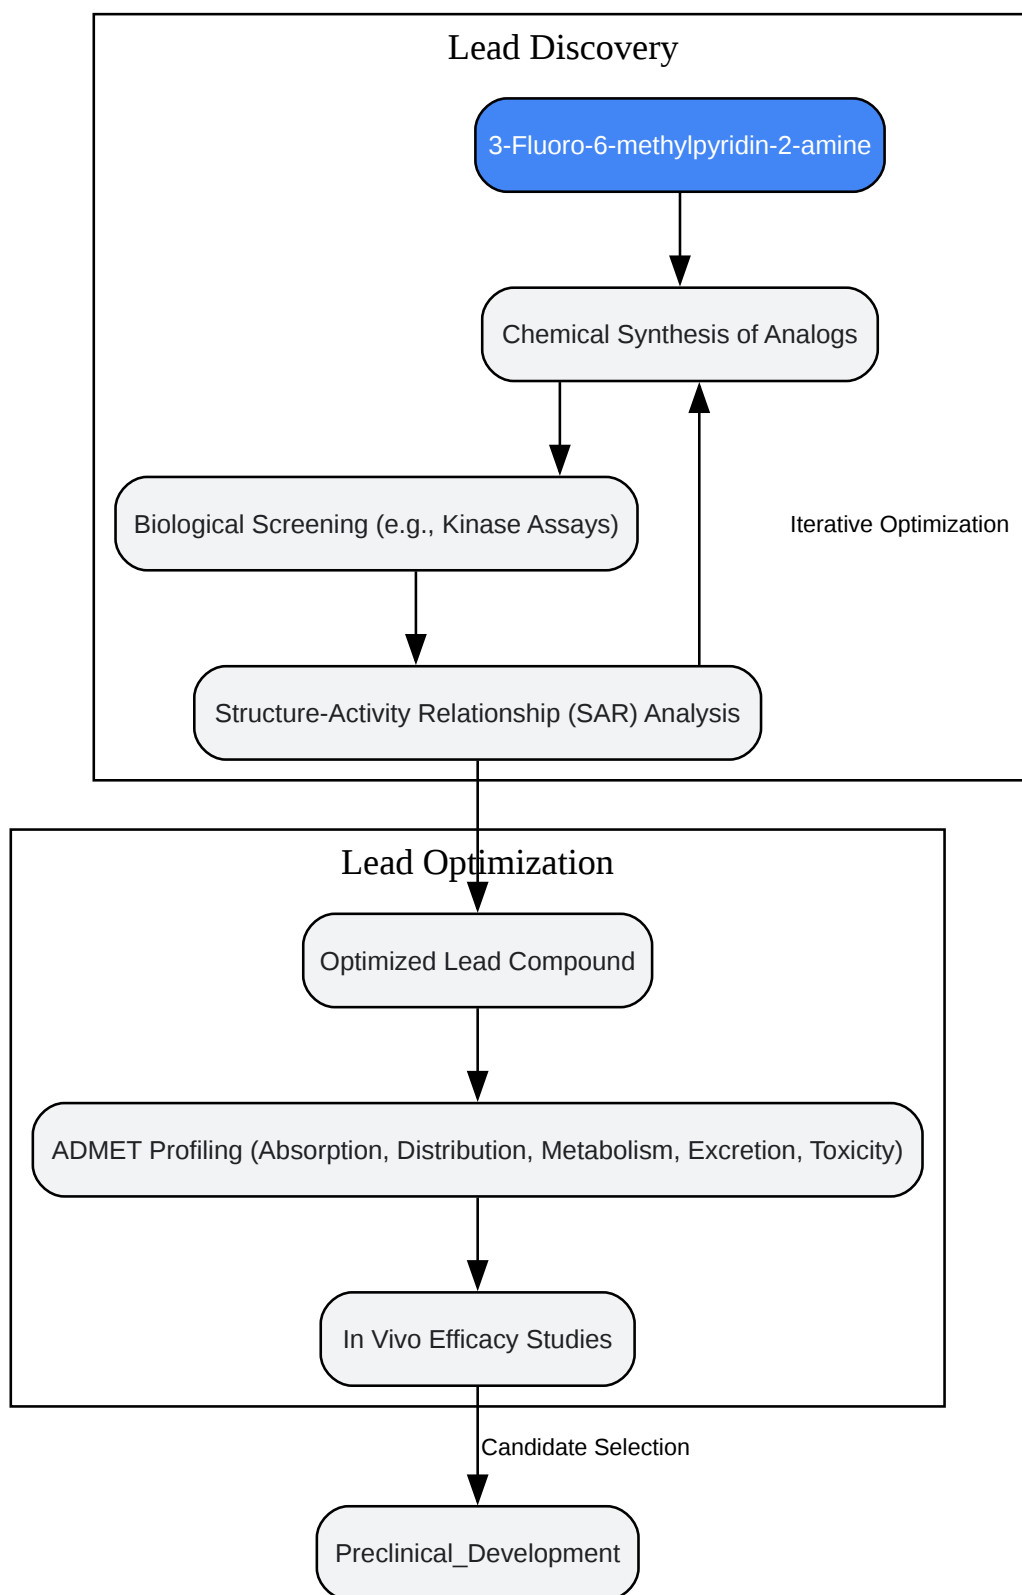 Lead Discovery
3-Fluoro-6-methylpyridin-2-amine
Chemical Synthesis of Analogs
Biological Screening (e.g., Kinase Assays)
Iterative Optimization
Structure-Activity Relationship (SAR) Analysis
Lead Optimization
Optimized Lead Compound
ADMET Profiling (Absorption, Distribution, Metabolism, Excretion, Toxicity)
In Vivo Efficacy Studies
Candidate Selection
Preclinical_Development